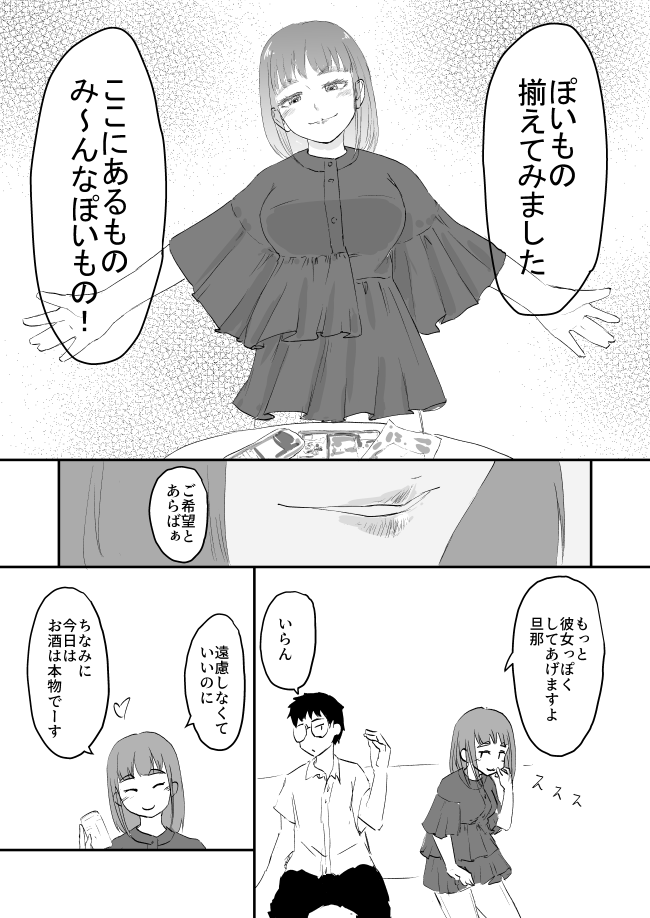 ぽいもの
揃えてみました
ここにあるもの
み～んなぽいもの！
ご希望と
あらばぁ
もっと
彼女っぽく
してあげますよ
旦那
ススス
いらん
遠慮しなくて
いいのに
ちなみに
今日は
お酒は本物でーす